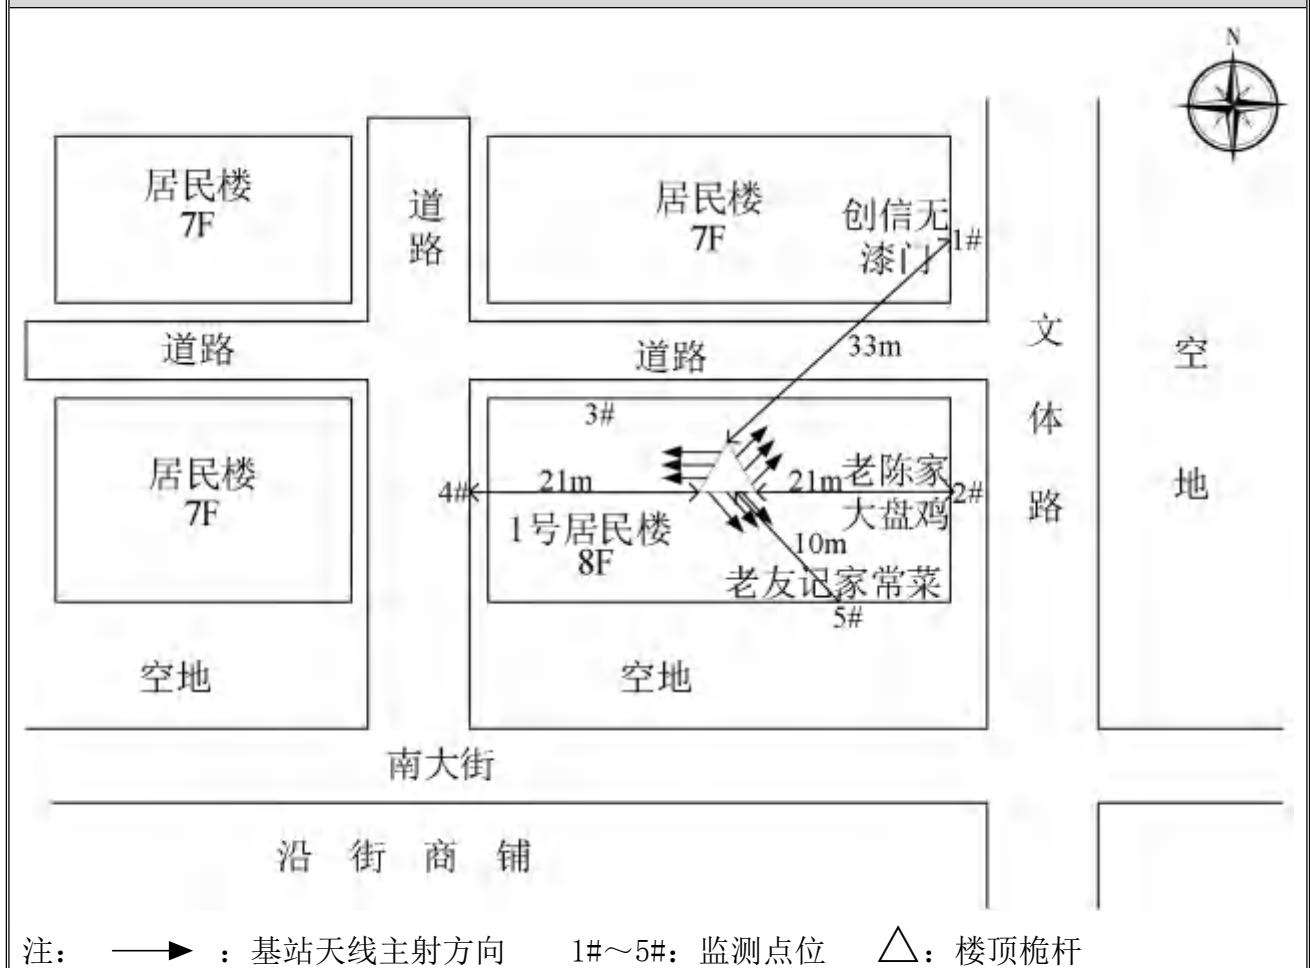 N
居民楼
7F
道
路
居民楼
7F
创信无
漆门
1#
道路
道路
33m
文
体
路
空
地
居民楼
7F
3#
4#
21m
21m
老陈家
大盘鸡
2#
1号居民楼
8F
10m
老友记家常菜
5#
空地
空地
南大街
沿街商铺
注： ：基站天线主射方向 1#～5#：监测点位 △：楼顶桅杆